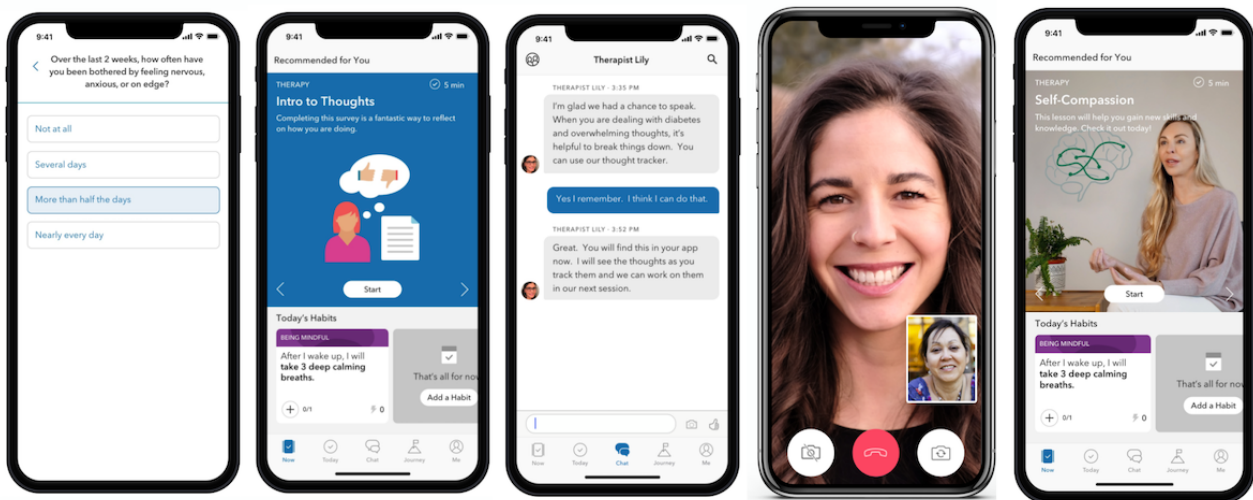 9:41
Over the last 2 weeks, how often have
you been bothered by feeling nervous,
anxious, or on edge?
Not at all
Several days
More than half the days
Nearly every day
9:41
Recommended for You
THERAPY
5 min
Intro to Thoughts
Completing this survey is a fantastic way to reflect
on how you are doing.
Start
Today's Habits
BEING MINDFUL
After I wake up, I will
take 3 deep calming
breaths.
0/1
0
That's all for now
Add a Habit
Now
Today
Chat
Journey
Me
9:41
Therapist Lily
THERAPIST LILY · 3:35 PM
I'm glad we had a chance to speak.
When you are dealing with diabetes
and overwhelming thoughts, it's
helpful to break things down. You
can use our thought tracker.
Yes I remember. I think I can do that.
THERAPIST LILY · 3:52 PM
Great. You will find this in your app
now. I will see the thoughts as you
track them and we can work on them
in our next session.
Now
Today
Chat
Journey
Me
9:41
Recommended for You
THERAPY
5 min
Self-Compassion
This lesson will help you gain new skills and
knowledge. Check it out today!
Start
Today's Habits
BEING MINDFUL
After I wake up, I will
take 3 deep calming
breaths.
0/1
0
That's all for now
Add a Habit
Now
Today
Chat
Journey
Me